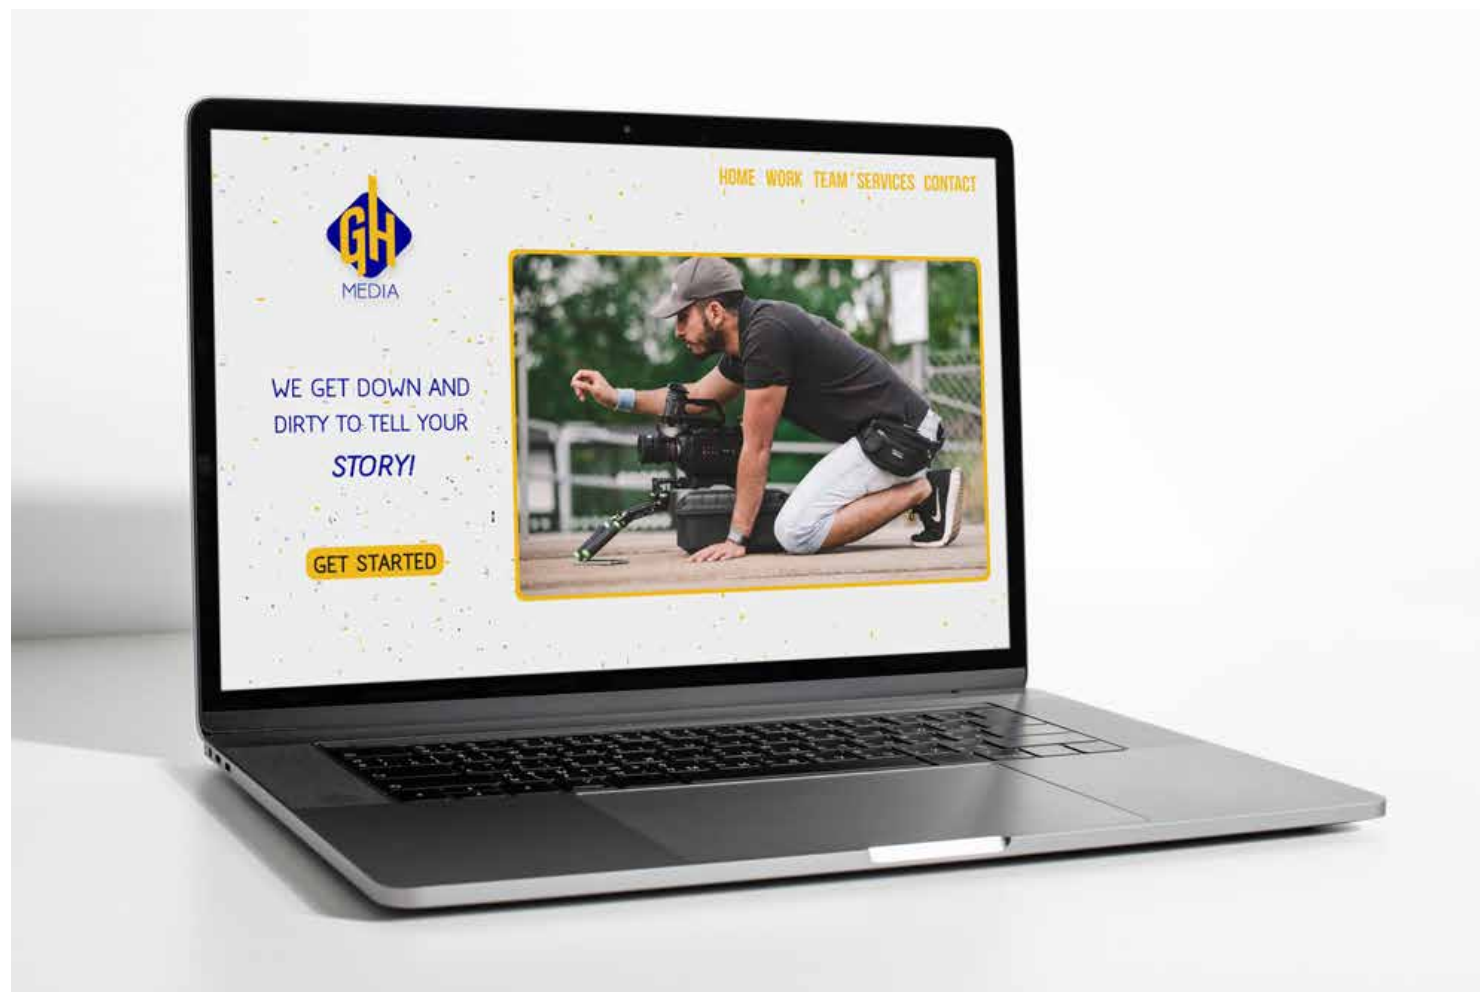 HOME WORK TEAM SERVICES CONTACT
GH
MEDIA
WE GET DOWN AND
DIRTY TO TELL YOUR
STORY!
GET STARTED